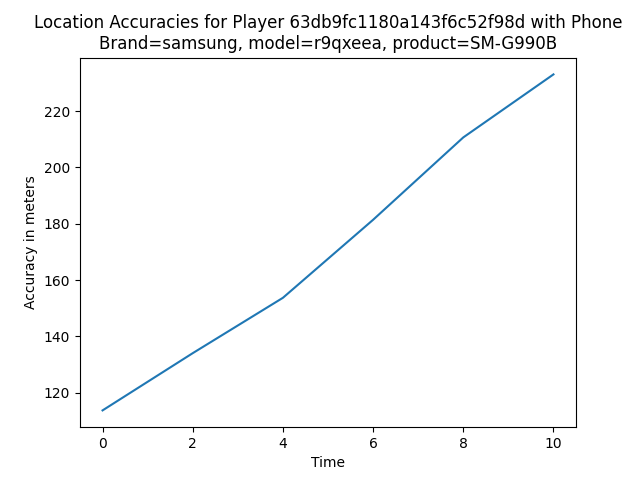 Location Accuracies for Player 63db9fc1180a143f6c52f98d with Phone
Brand=samsung, model=r9qxeea, product=SM-G990B
220
200
180
160
140
120
Accuracy in meters
0 2 4 6 8 10
Time